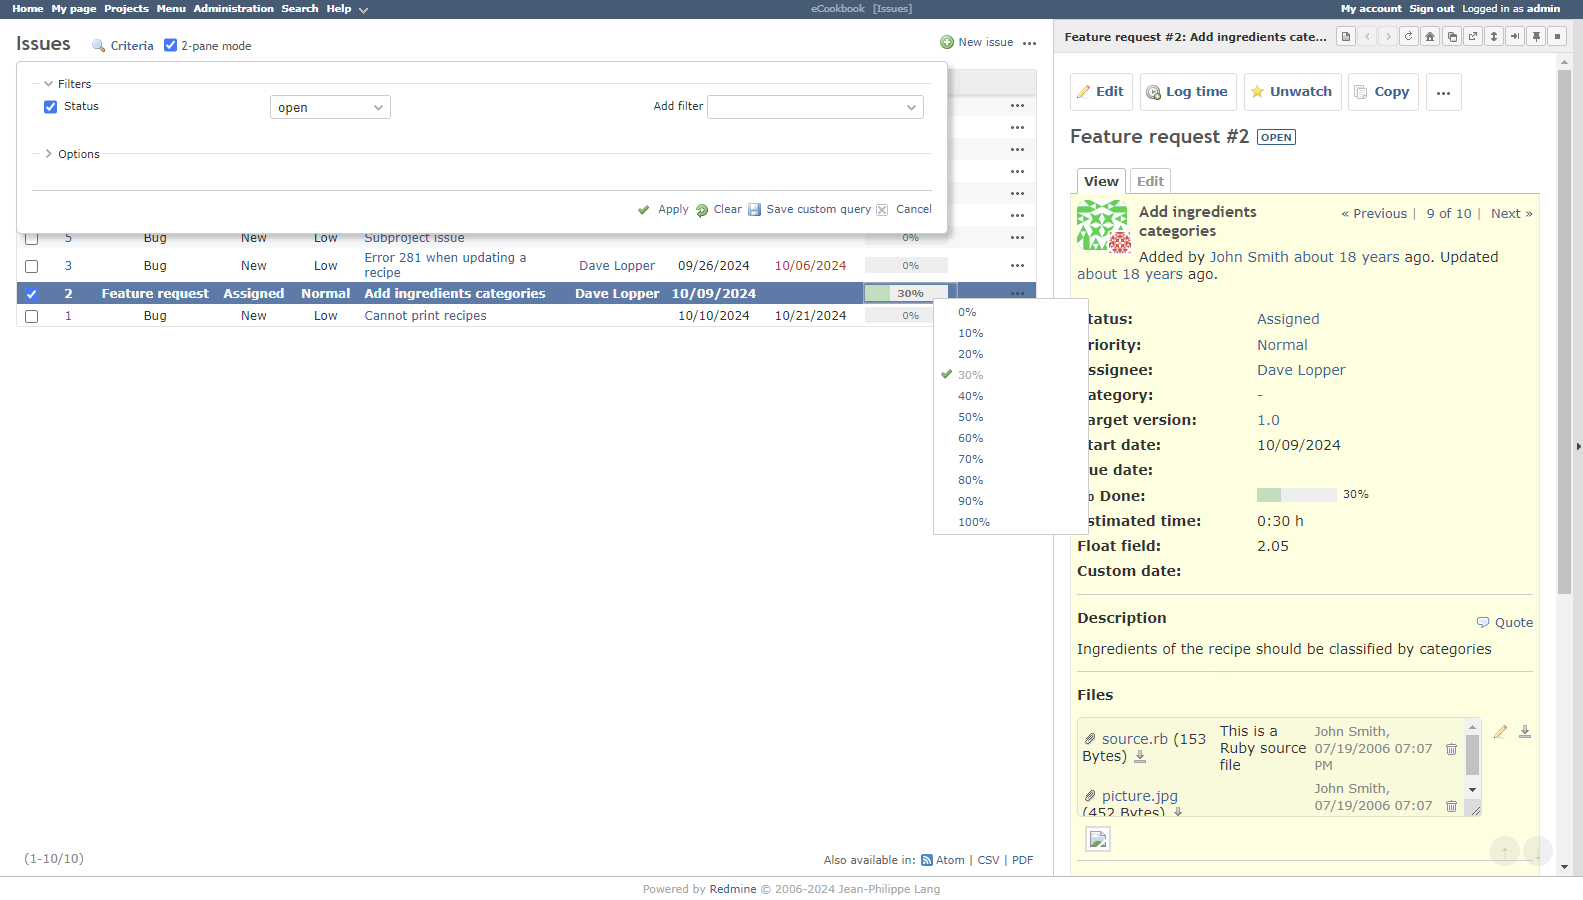 Home My page Projects Menu Administration Search Help
eCookbook [Issues]
My account Sign out Logged in as admin
Issues Criteria 2-pane mode
New issue
Filters
Status open Add filter
Options
Apply Clear Save custom query Cancel
5 Bug New Low Subproject issue 0%
3 Bug New Low Error 281 when updating a recipe Dave Lopper 09/26/2024 10/06/2024 0%
2 Feature request Assigned Normal Add ingredients categories Dave Lopper 10/09/2024 30%
1 Bug New Low Cannot print recipes 10/10/2024 10/21/2024 0%
0%
10%
20%
30%
40%
50%
60%
70%
80%
90%
100%
(1-10/10)
Also available in: Atom | CSV | PDF
Feature request #2: Add ingredients cate...
Edit Log time Unwatch Copy ...
Feature request #2 OPEN
View Edit
Add ingredients
categories
« Previous | 9 of 10 | Next »
Added by John Smith about 18 years ago. Updated
about 18 years ago.
tatus: Assigned
riority: Normal
ssignee: Dave Lopper
ategory: -
arget version: 1.0
tart date: 10/09/2024
ue date:
Done: 30%
stimated time: 0:30 h
Float field: 2.05
Custom date:
Description
Quote
Ingredients of the recipe should be classified by categories
Files
source.rb (153
Bytes)
This is a
Ruby source
file
John Smith,
07/19/2006 07:07
PM
picture.jpg
(452 Bytes)
John Smith,
07/19/2006 07:07
Powered by Redmine © 2006-2024 Jean-Philippe Lang